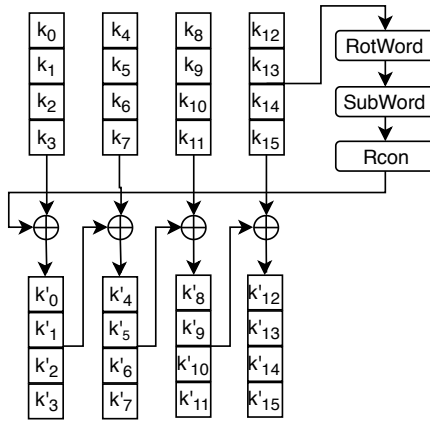 k0 k4 k8 k12
k1 k5 k9 k13
k2 k6 k10 k14
k3 k7 k11 k15
RotWord
SubWord
Rcon
k'0 k'4 k'8 k'12
k'1 k'5 k'9 k'13
k'2 k'6 k'10 k'14
k'3 k'7 k'11 k'15